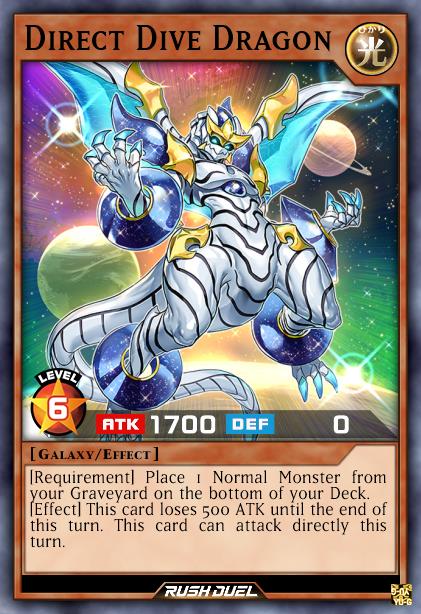 Direct Dive Dragon
ひかり
光
LEVEL
6
ATK 1700 DEF 0
[Galaxy/Effect]
[Requirement] Place 1 Normal Monster from
your Graveyard on the bottom of your Deck.
[Effect] This card loses 500 ATK until the end of
this turn. This card can attack directly this
turn.
RUSH DUEL